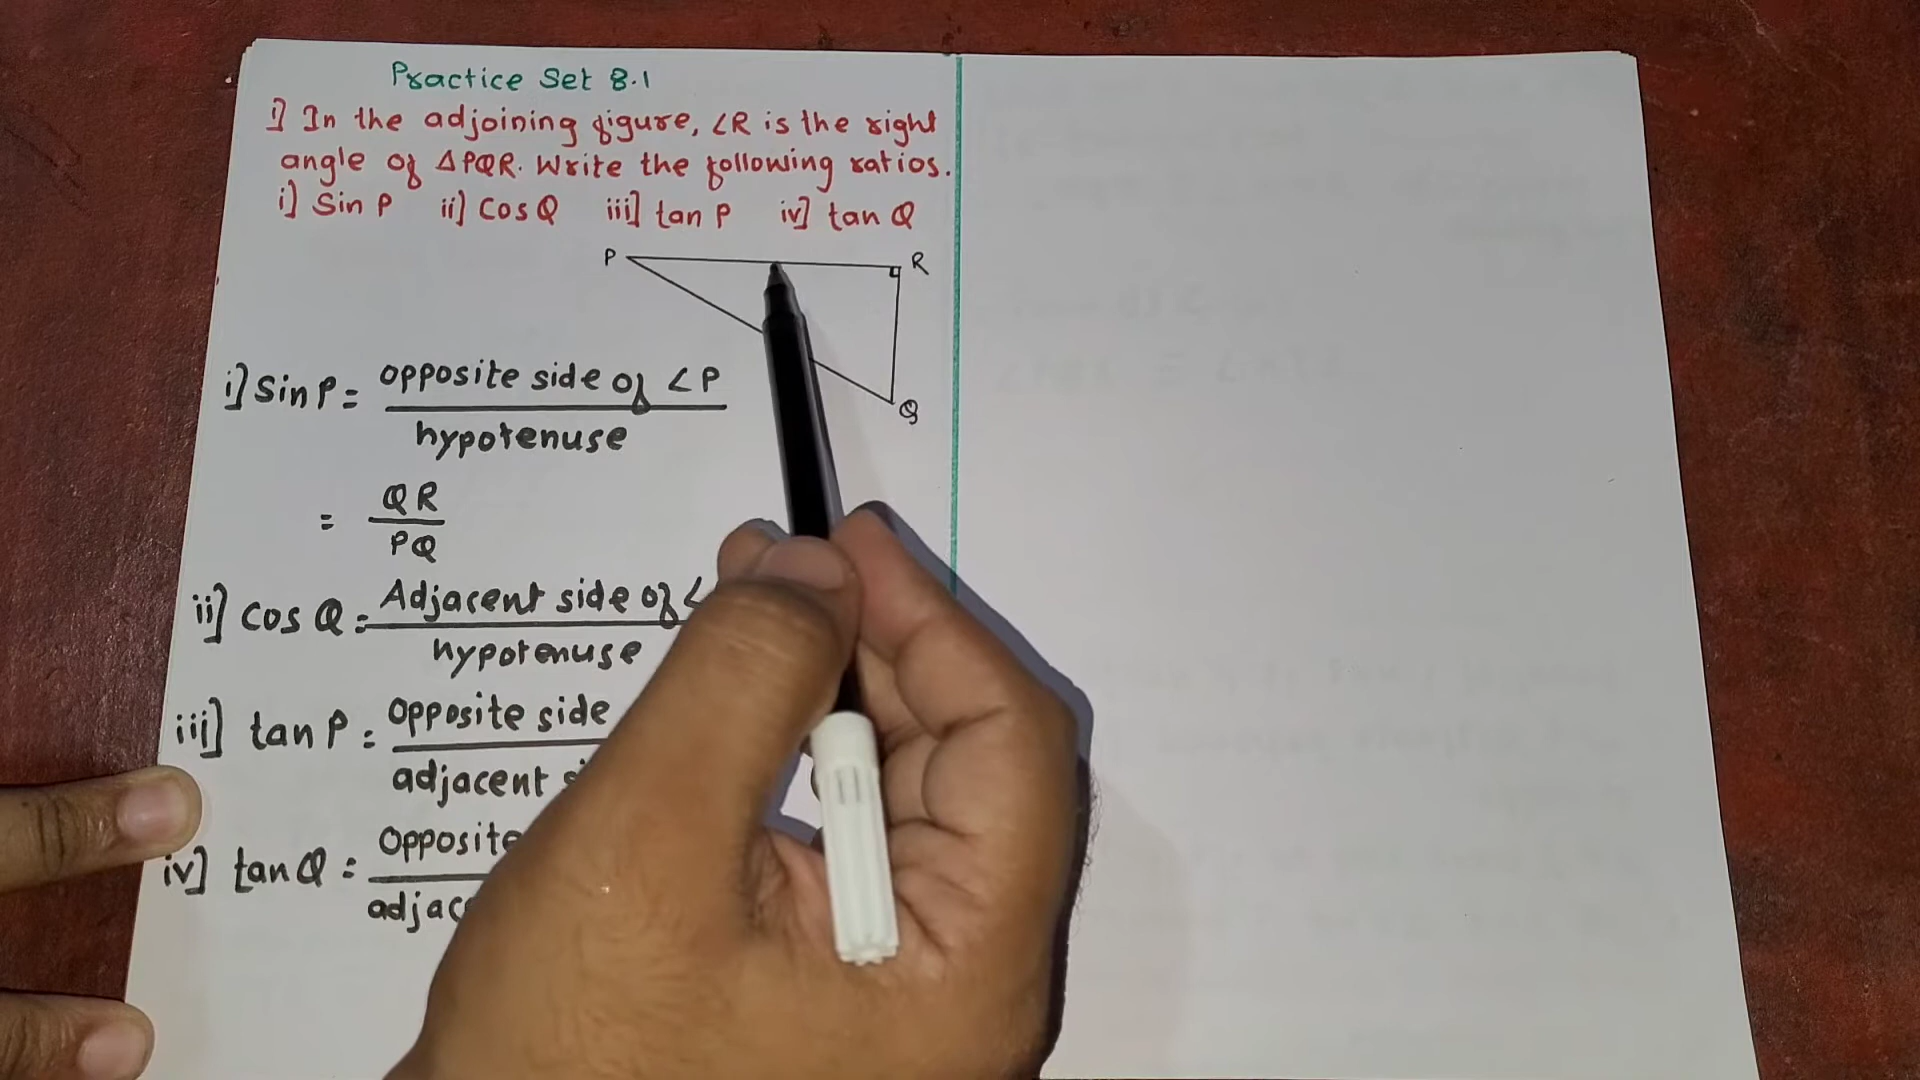 Practice Set 8.1
1] In the adjoining figure, ∠R is the right
angle of △PQR. Write the following ratios.
i] Sin P ii] Cos Q iii] tan P iv] tan Q
P R
Q
i] Sin P = opposite side of ∠P
hypotenuse
= QR
PQ
ii] cos Q = Adjacent side of ∠
hypotenuse
iii] tan P = opposite side
adjacent
iv] tan Q = Opposite